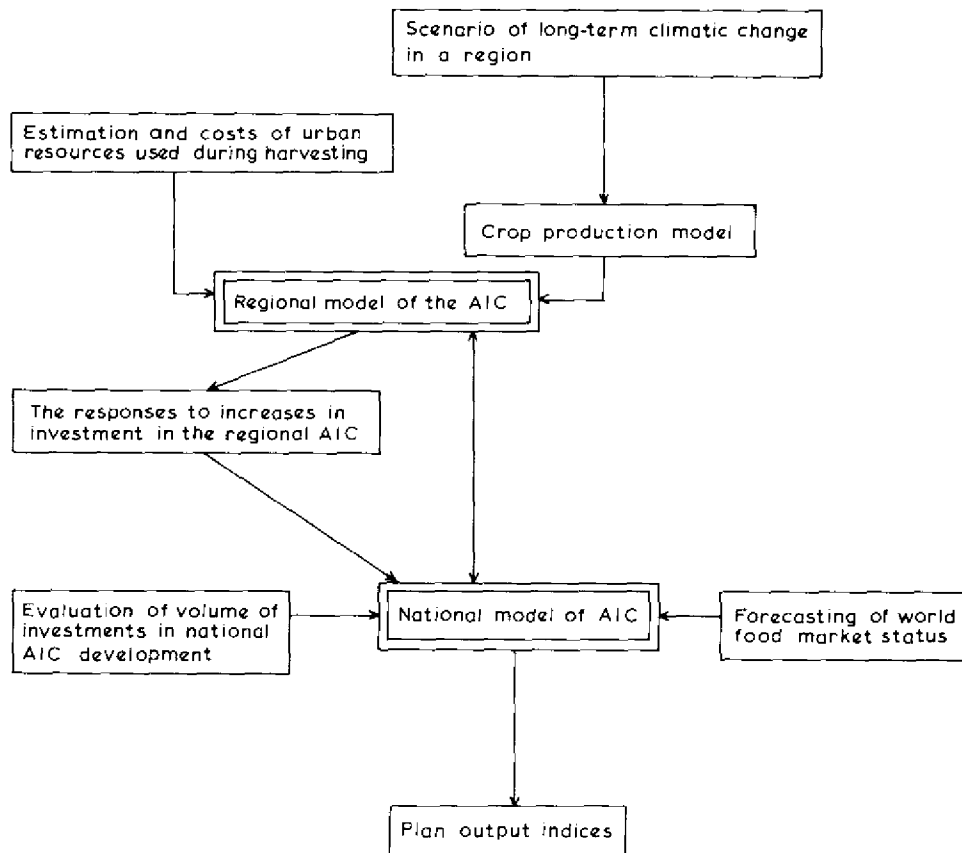 Scenario of long-term climatic change
in a region
Estimation and costs of urban
resources used during harvesting
Crop production model
Regional model of the AIC
The responses to increases in
investment in the regional AIC
Evaluation of volume of
investments in national
AIC development
National model of AIC
Forecasting of world
food market status
Plan output indices